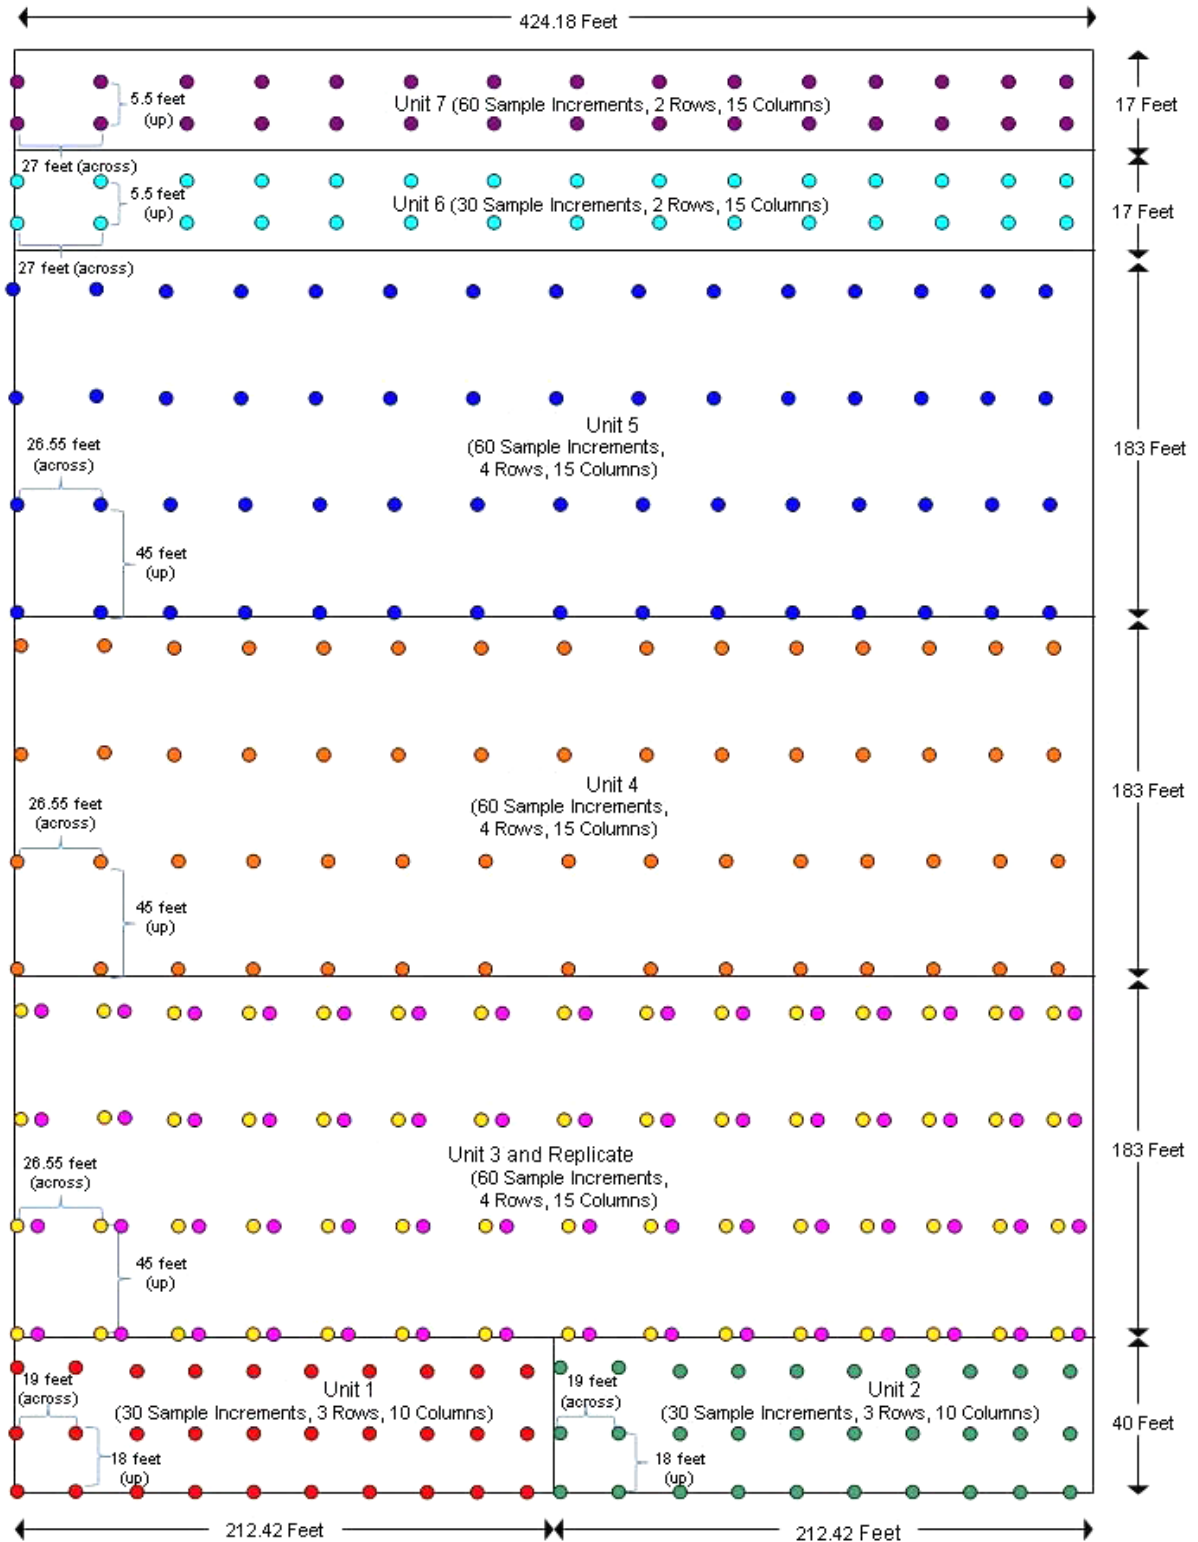 424.18 Feet
5.5 feet
(up)
Unit 7 (60 Sample Increments, 2 Rows, 15 Columns)
17 Feet
27 feet (across)
5.5 feet
(up)
Unit 6 (30 Sample Increments, 2 Rows, 15 Columns)
17 Feet
27 feet (across)
Unit 5
(60 Sample Increments,
4 Rows, 15 Columns)
26.55 feet
(across)
183 Feet
45 feet
(up)
Unit 4
(60 Sample Increments,
4 Rows, 15 Columns)
26.55 feet
(across)
183 Feet
45 feet
(up)
Unit 3 and Replicate
(60 Sample Increments,
4 Rows, 15 Columns)
26.55 feet
(across)
183 Feet
45 feet
(up)
19 feet
(across)
Unit 1
(30 Sample Increments, 3 Rows, 10 Columns)
18 feet
(up)
19 feet
(across)
Unit 2
(30 Sample Increments, 3 Rows, 10 Columns)
18 feet
(up)
40 Feet
212.42 Feet
212.42 Feet